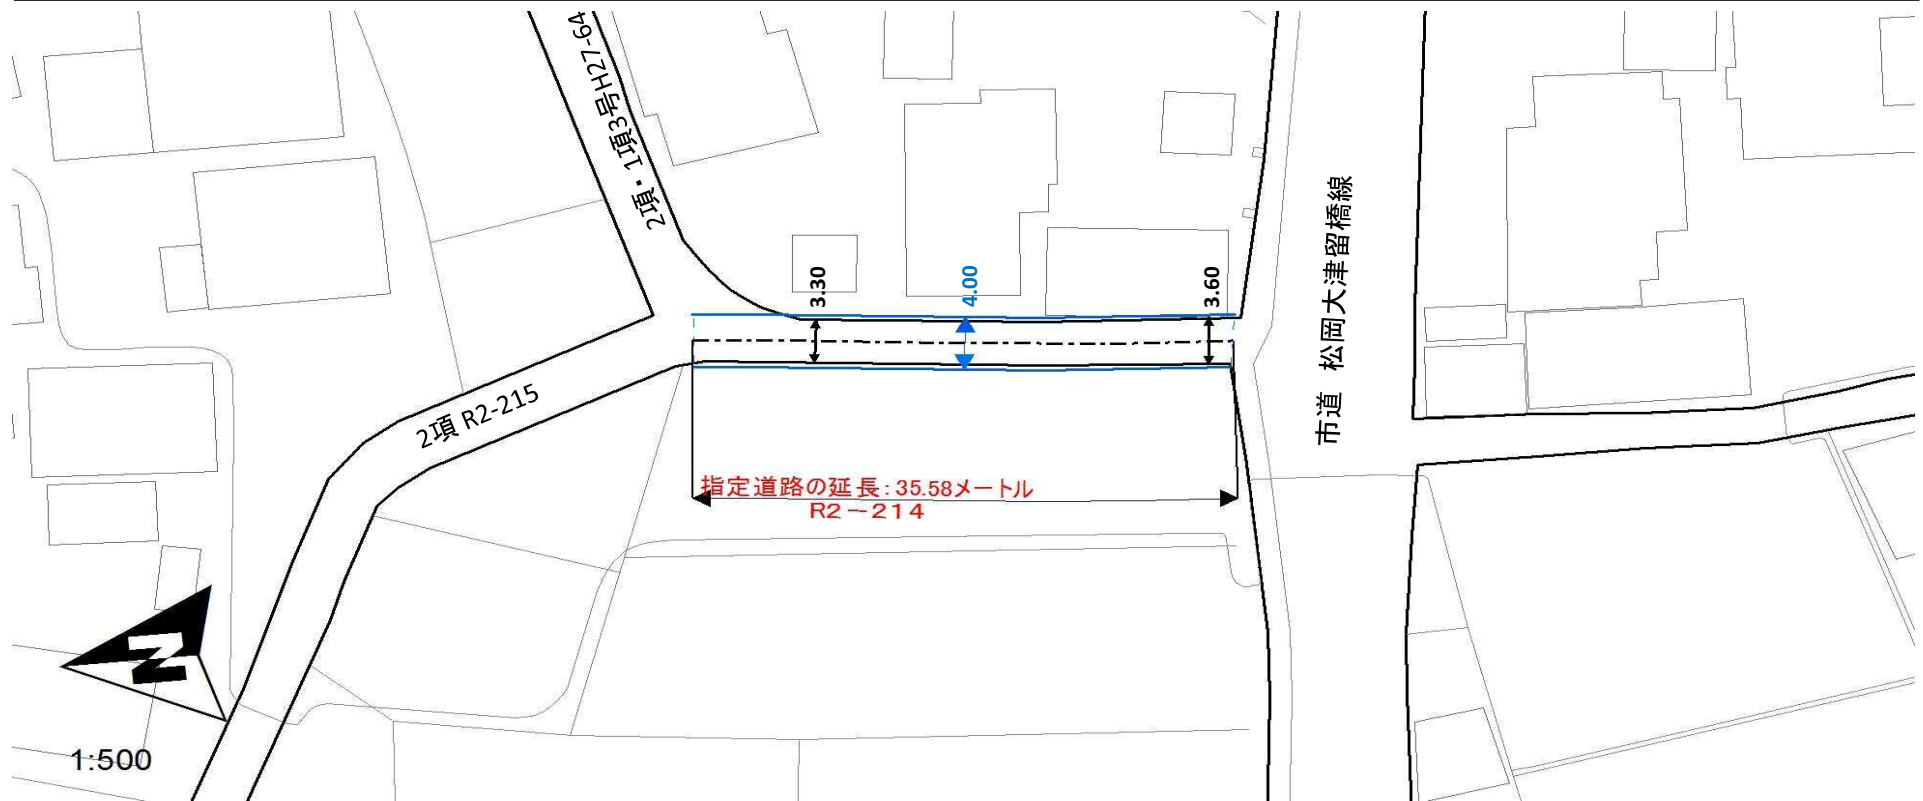 2項・1項3号H27-64
3.30
4.00
3.60
市道 松岡大津留橋線
2項 R2-215
指定道路の延長：35.58メートル
R2－214
N
1:500